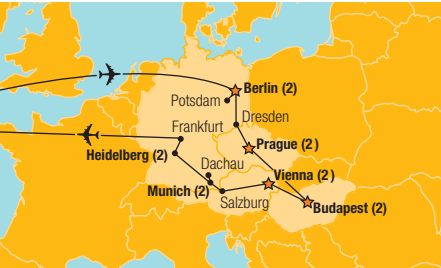 Berlin (2)
Potsdam
Dresden
Frankfurt
Prague (2)
Heidelberg (2)
Dachau
Vienna (2)
Munich (2)
Salzburg
Budapest (2)